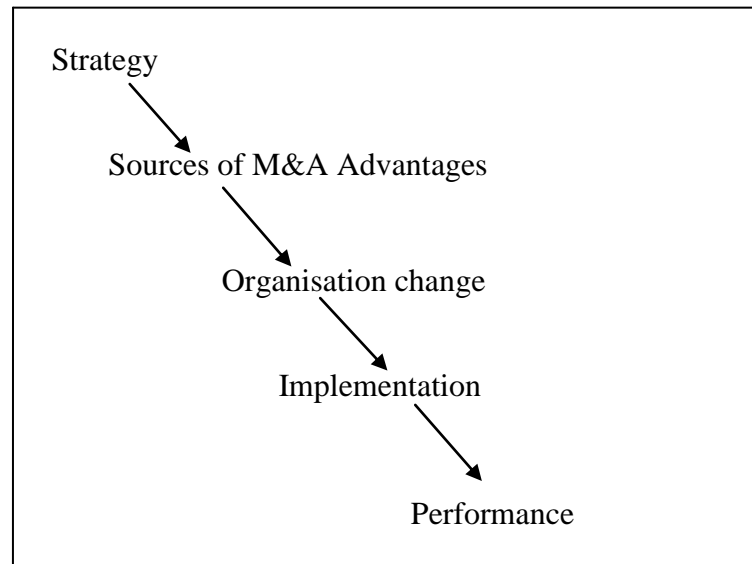 Strategy
Sources of M&A Advantages
Organisation change
Implementation
Performance